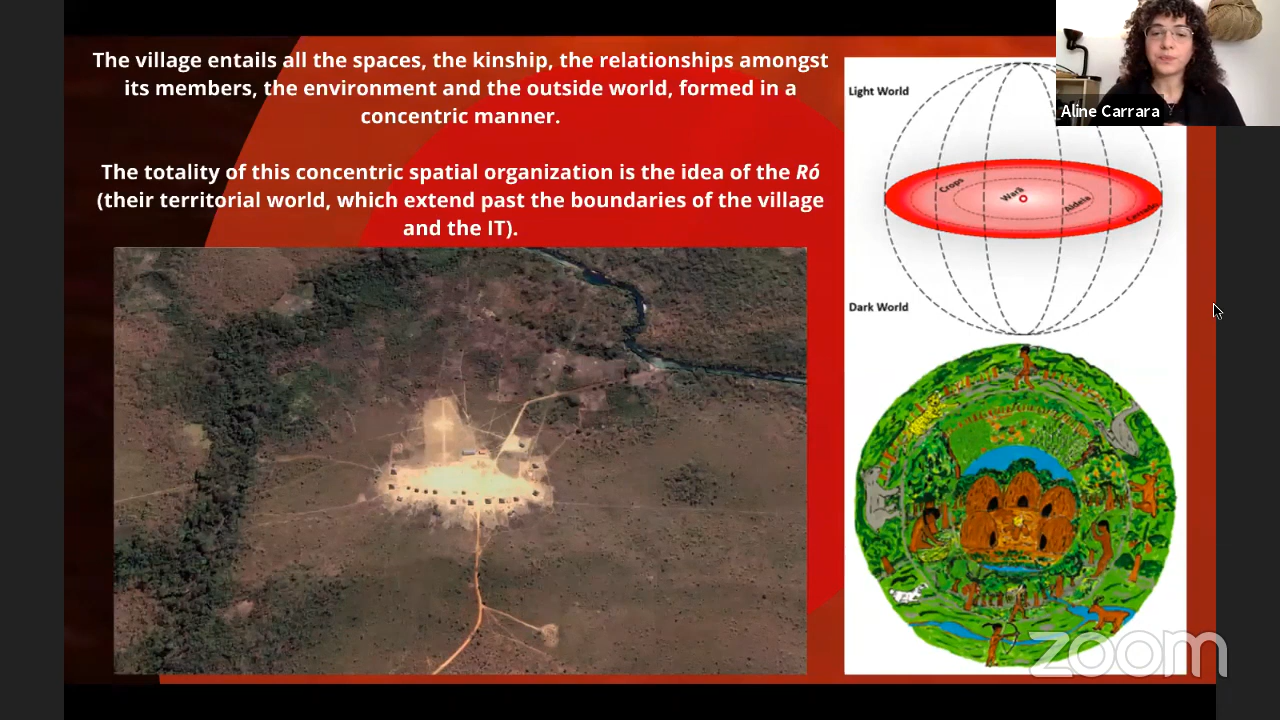 The village entails all the spaces, the kinship, the relationships amongst
its members, the environment and the outside world, formed in a
concentric manner.
The totality of this concentric spatial organization is the idea of the Ró
(their territorial world, which extend past the boundaries of the village
and the IT).
Light World
Crops
Warã
Aldeia
Dark World
Aline Carrara
zoom